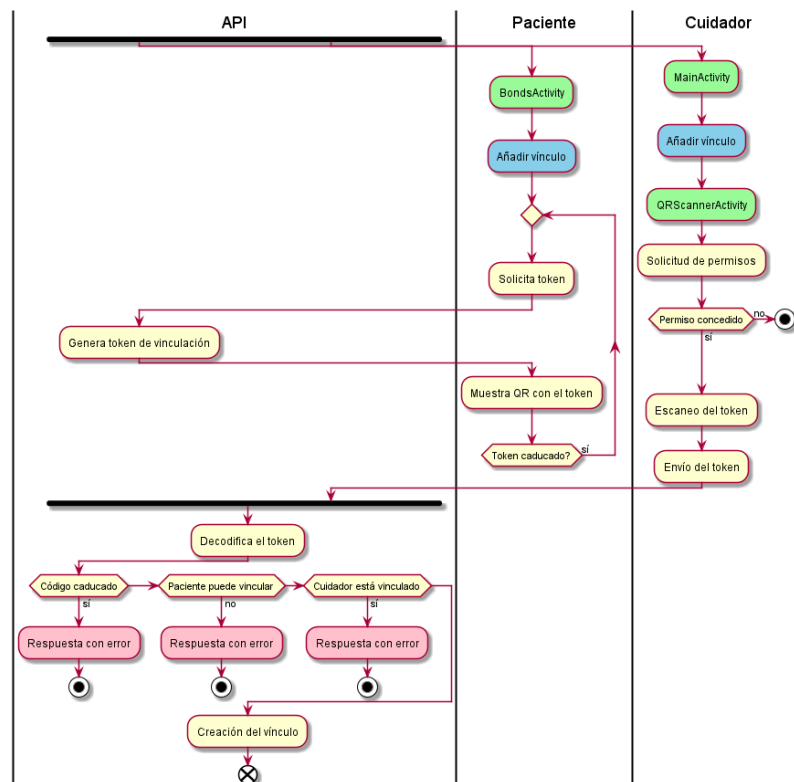 API
Paciente
Cuidador
BondsActivity
MainActivity
Añadir vínculo
Añadir vínculo
QRScannerActivity
Solicita token
Solicitud de permisos
Genera token de vinculación
Permiso concedido
no
sí
Muestra QR con el token
Escaneo del token
Token caducado?
sí
Envío del token
Decodifica el token
Código caducado
Paciente puede vincular
Cuidador está vinculado
sí
no
sí
Respuesta con error
Respuesta con error
Respuesta con error
Creación del vínculo